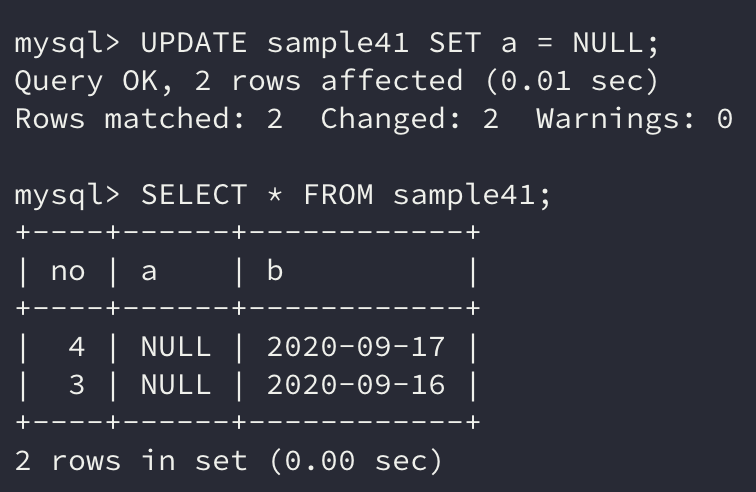 mysql> UPDATE sample41 SET a = NULL;
Query OK, 2 rows affected (0.01 sec)
Rows matched: 2  Changed: 2  Warnings: 0

mysql> SELECT * FROM sample41;
+----+------+------------+
| no | a    | b          |
+----+------+------------+
|  4 | NULL | 2020-09-17 |
|  3 | NULL | 2020-09-16 |
+----+------+------------+
2 rows in set (0.00 sec)